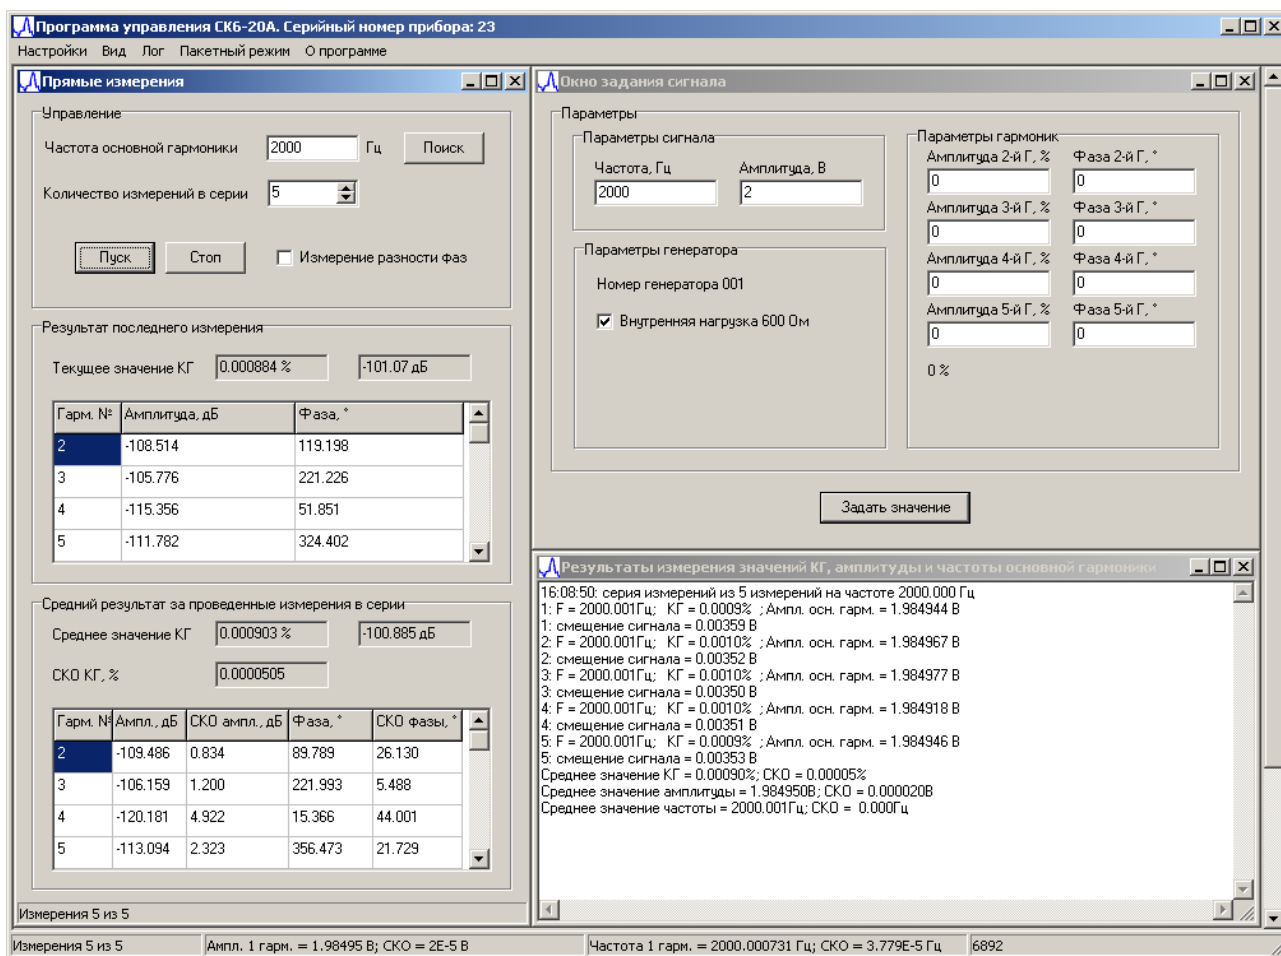 Программа управления СК6-20А. Серийный номер прибора: 23
Настройки Вид Лог Пакетный режим О программе
Прямые измерения
Управление
Частота основной гармоники 2000 Гц Поиск
Количество измерений в серии 5
Пуск Стоп Измерение разности фаз
Результат последнего измерения
Текущее значение КГ 0.000884 % -101.07 дБ
Гарм. № Амплитуда, дБ Фаза, °
2 -108.514 119.198
3 -105.776 221.226
4 -115.356 51.851
5 -111.782 324.402
Средний результат за проведенные измерения в серии
Среднее значение КГ 0.000903 % -100.885 дБ
СКО КГ, % 0.0000505
Гарм. № Ампл., дБ СКО ампл., дБ Фаза, ° СКО фазы, °
2 -109.486 0.834 89.789 26.130
3 -106.159 1.200 221.993 5.488
4 -120.181 4.922 15.366 44.001
5 -113.094 2.323 356.473 21.729
Измерения 5 из 5
Окно задания сигнала
Параметры
Параметры сигнала
Частота, Гц Амплитуда, В
2000 2
Параметры генератора
Номер генератора 001
Внутренняя нагрузка 600 Ом
Параметры гармоник
Амплитуда 2-й Г, % Фаза 2-й Г, °
0 0
Амплитуда 3-й Г, % Фаза 3-й Г, °
0 0
Амплитуда 4-й Г, % Фаза 4-й Г, °
0 0
Амплитуда 5-й Г, % Фаза 5-й Г, °
0 0
0 %
Задать значение
Результаты измерения значений КГ, амплитуды и частоты основной гармоники
16:08:50: серия измерений из 5 измерений на частоте 2000.000 Гц
1: F = 2000.001Гц; КГ = 0.0009% ; Ампл. осн. гарм. = 1.984944 В
1: смещение сигнала = 0.00359 В
2: F = 2000.001Гц; КГ = 0.0010% ; Ампл. осн. гарм. = 1.984967 В
2: смещение сигнала = 0.00352 В
3: F = 2000.001Гц; КГ = 0.0010% ; Ампл. осн. гарм. = 1.984977 В
3: смещение сигнала = 0.00350 В
4: F = 2000.001Гц; КГ = 0.0010% ; Ампл. осн. гарм. = 1.984918 В
4: смещение сигнала = 0.00351 В
5: F = 2000.001Гц; КГ = 0.0009% ; Ампл. осн. гарм. = 1.984946 В
5: смещение сигнала = 0.00353 В
Среднее значение КГ = 0.00090%; СКО = 0.00005%
Среднее значение амплитуды = 1.984950В; СКО = 0.000020В
Среднее значение частоты = 2000.001Гц; СКО = 0.000Гц
Измерения 5 из 5 Ампл. 1 гарм. = 1.98495 В; СКО = 2E-5 В Частота 1 гарм. = 2000.000731 Гц; СКО = 3.779E-5 Гц 6892